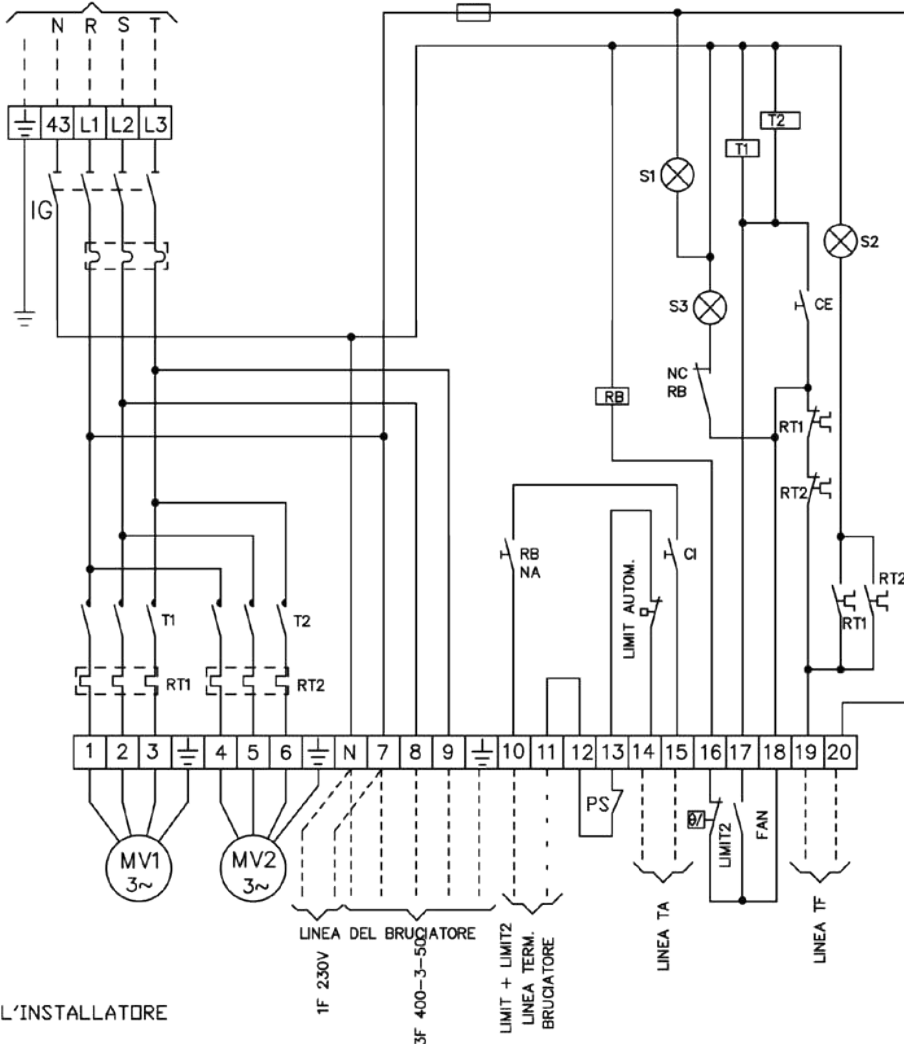 N R S T
43 L1 L2 L3
IG
T2
T1
S1
S2
S3
CE
NC
RB
RB
RT1
RT2
RB
NA
CI
LIMIT AUTOM.
RT2
RT1
T1
T2
RT1
RT2
1 2 3 4 5 6 N 7 8 9 10 11 12 13 14 15 16 17 18 19 20
PS
θ/
LIMIT2
FAN
MV1
3~
MV2
3~
LINEA DEL BRUCIATORE
1F 230V
3F 400-3-50
LIMIT + LIMIT2
LINEA TERM.
BRUCIATORE
LINEA TA
LINEA TF
L'INSTALLATORE